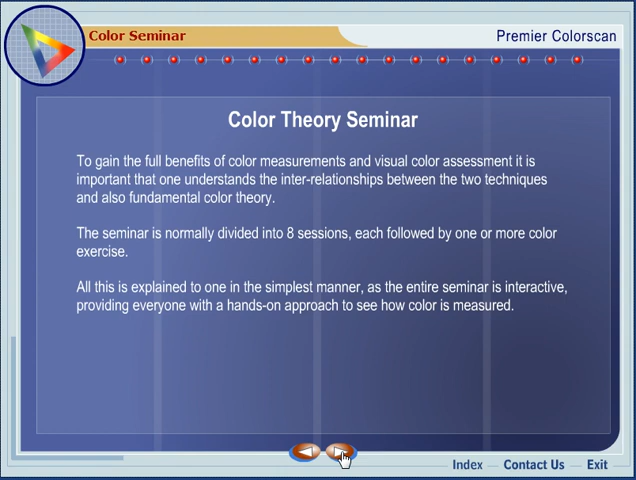 Color Seminar
Premier Colorscan
Color Theory Seminar
To gain the full benefits of color measurements and visual color assessment it is
important that one understands the inter-relationships between the two techniques
and also fundamental color theory.
The seminar is normally divided into 8 sessions, each followed by one or more color
exercise.
All this is explained to one in the simplest manner, as the entire seminar is interactive,
providing everyone with a hands-on approach to see how color is measured.
Index — Contact Us — Exit